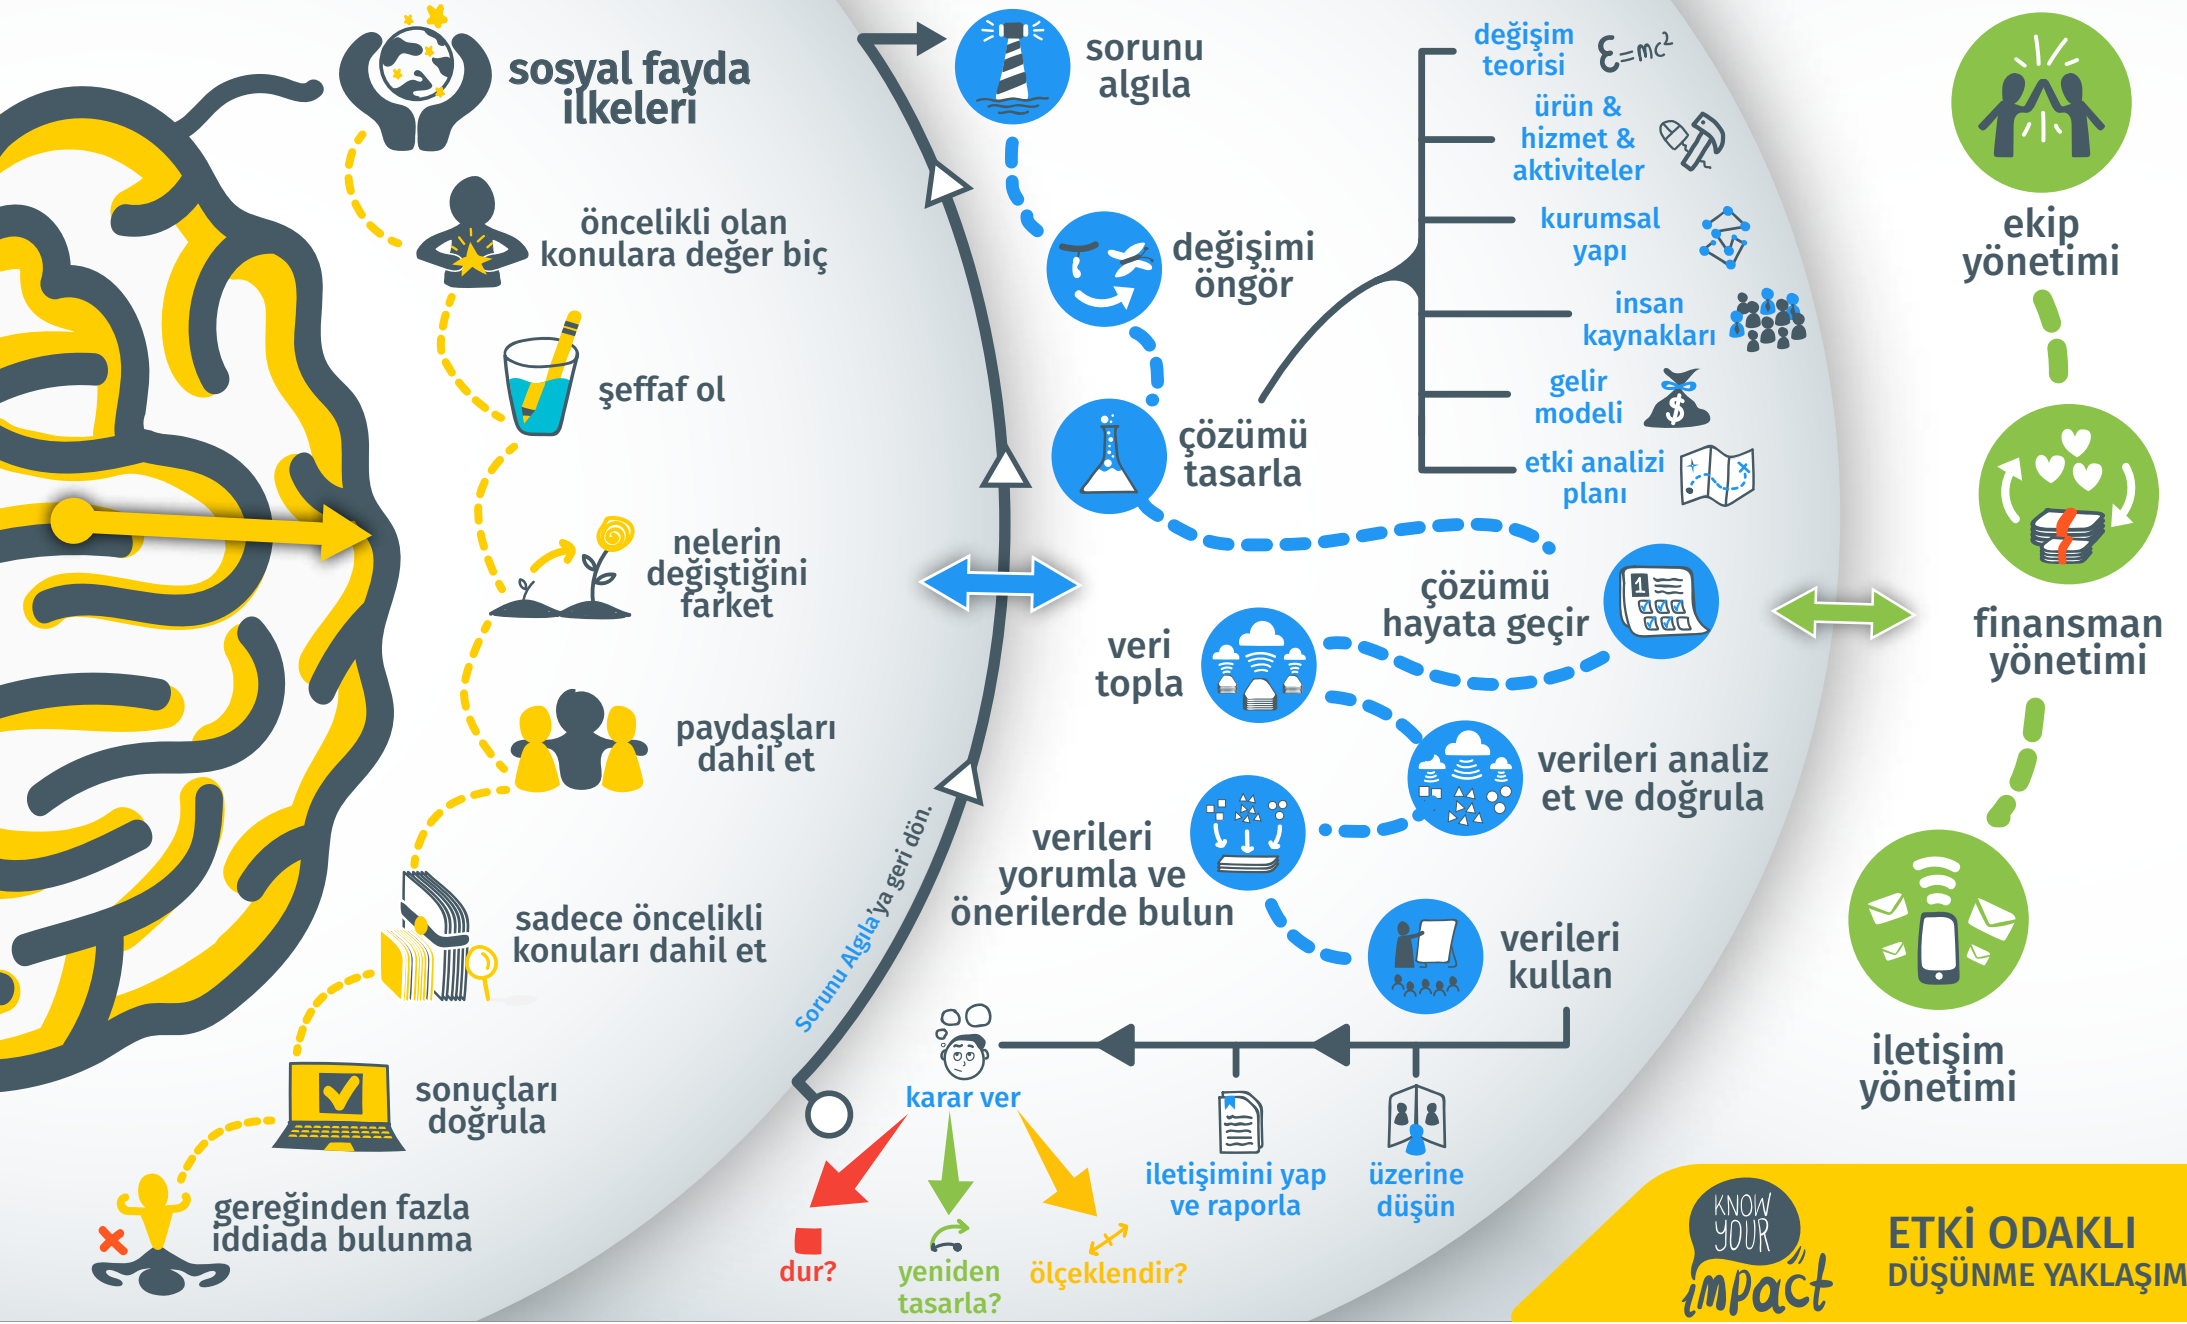 sosyal fayda
ilkeleri
öncelikli olan
konulara değer biç
şeffaf ol
nelerin
değiştiğini
farket
paydaşları
dahil et
sadece öncelikli
konuları dahil et
sonuçları
doğrula
gereğinden fazla
iddiada bulunma
Sorunu Algıla'ya geri dön.
sorunu
algıla
değişimi
öngör
çözümü
tasarla
değişim
teorisi
E=mc²
ürün &
hizmet &
aktiviteler
kurumsal
yapı
insan
kaynakları
gelir
modeli
$
etki analizi
planı
çözümü
hayata geçir
1
veri
topla
verileri analiz
et ve doğrula
verileri
yorumla ve
önerilerde bulun
verileri
kullan
üzerine
düşün
iletişimini yap
ve raporla
karar ver
dur?
yeniden
tasarla?
ölçeklendir?
ekip
yönetimi
finansman
yönetimi
iletişim
yönetimi
KNOW
YOUR
impact
ETKİ ODAKLI
DÜŞÜNME YAKLAŞIM